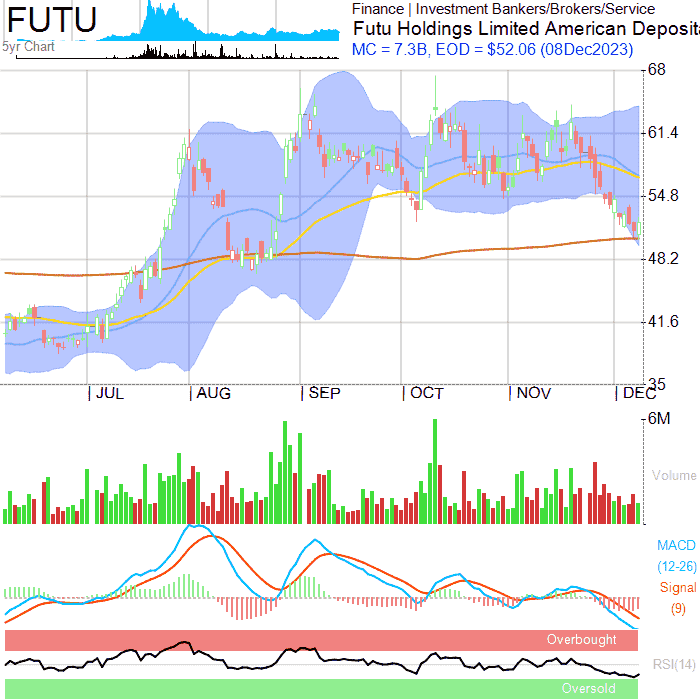 FUTU
5yr Chart
Finance | Investment Bankers/Brokers/Service
Futu Holdings Limited American Deposit
MC = 7.3B, EOD = $52.06 (08Dec2023)
68
61.4
54.8
48.2
41.6
35
| JUL | AUG | SEP | OCT | NOV | DEC
6M
Volume
MACD
(12-26)
Signal
(9)
Overbought
RSI(14)
Oversold